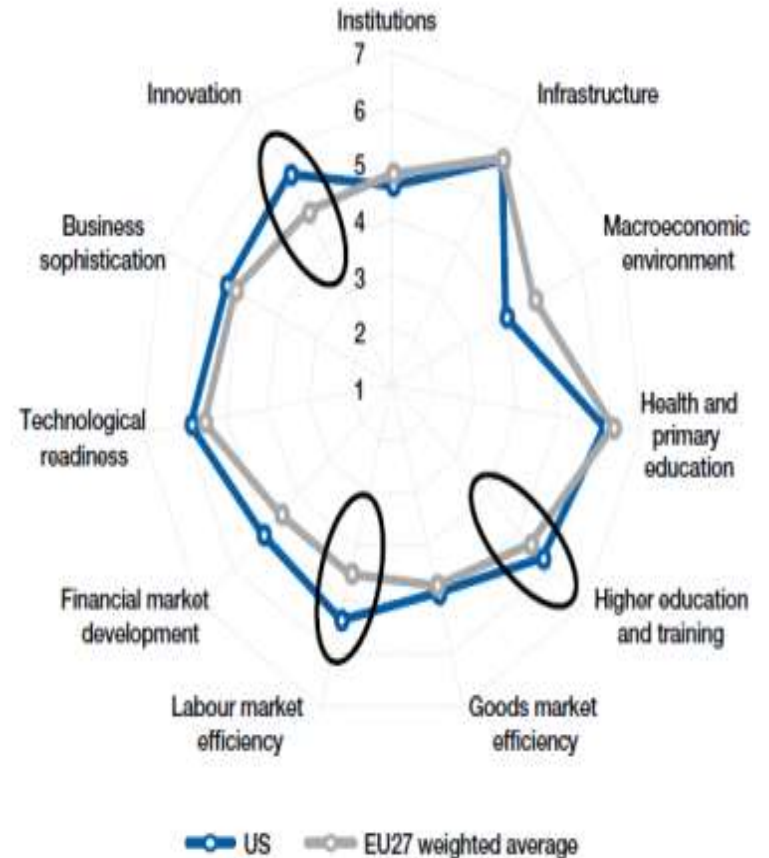 Institutions
7
6
5
4
3
2
1
Innovation
Infrastructure
Business
sophistication
Macroeconomic
environment
Technological
readiness
Health and
primary
education
Financial market
development
Higher education
and training
Labour market
efficiency
Goods market
efficiency
US
EU27 weighted average